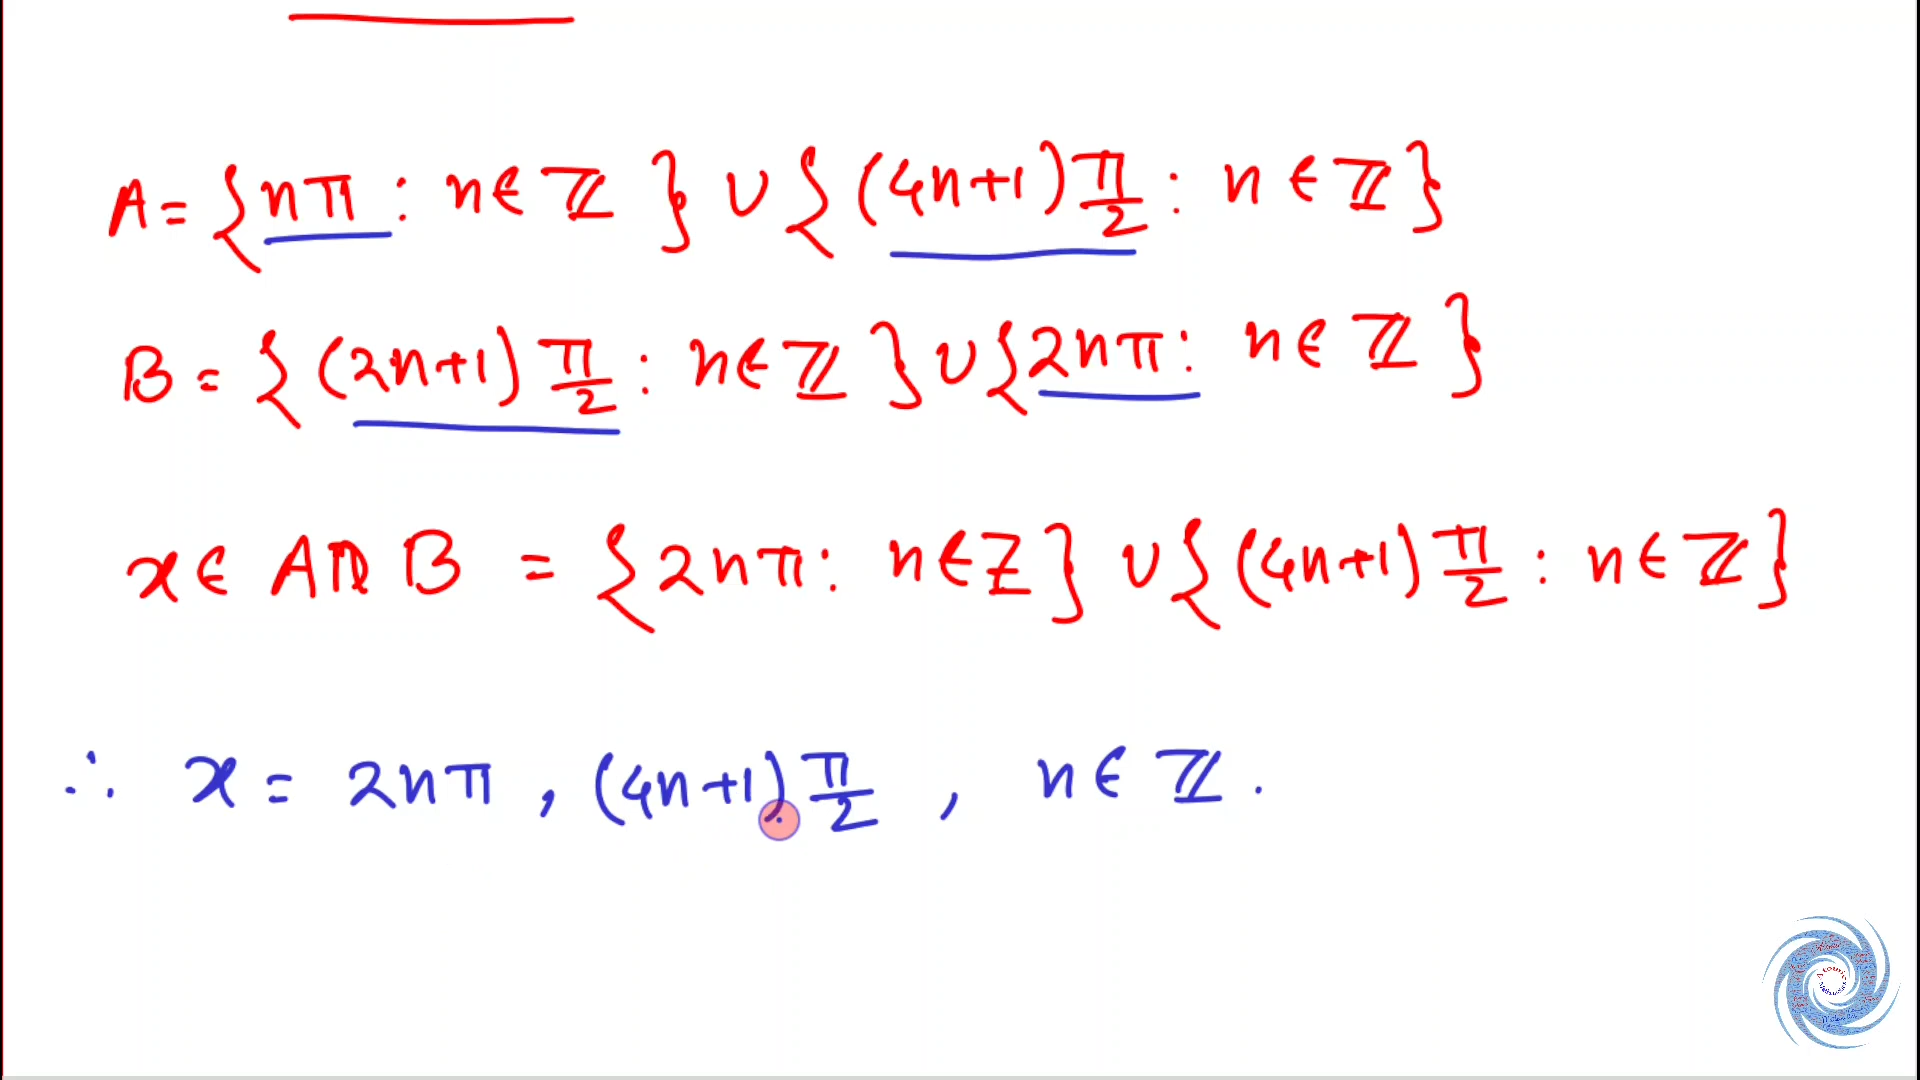 A = {nπ : n ∈ ℤ } ∪ {(4n+1) π/2 : n ∈ ℤ}
B = {(2n+1) π/2 : n ∈ ℤ } ∪ {2nπ : n ∈ ℤ }
x ∈ A ∩ B = {2nπ : n ∈ Z} ∪ {(4n+1) π/2 : n ∈ ℤ}
∴ x = 2nπ , (4n+1) π/2 , n ∈ ℤ .